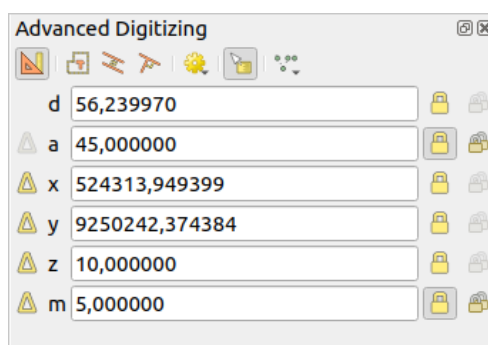 Advanced Digitizing
d 56,239970
a 45,000000
x 524313,949399
y 9250242,374384
z 10,000000
m 5,000000